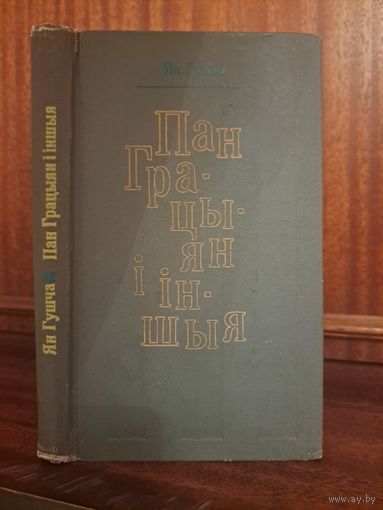 Ян Гушча Пан Грацыян і іншыя
Ян Гушча
Пан
Гра-
цы-
ян
і ін-
шыя
www.ay.by